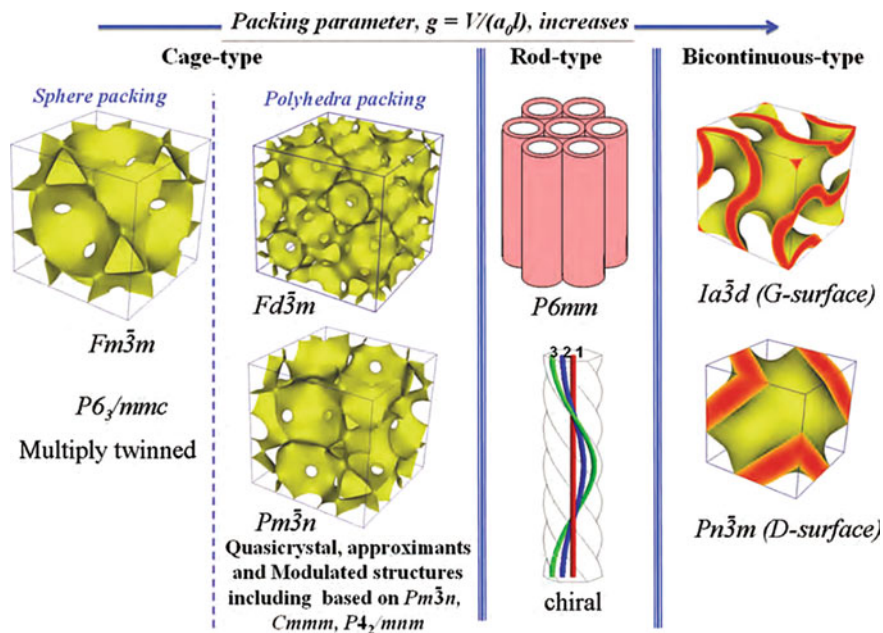 Packing parameter, g = V/(a₀l), increases
Cage-type
Rod-type
Bicontinuous-type
Sphere packing
Polyhedra packing
Fm3̄m
P6₃/mmc
Multiply twinned
Fd3̄m
Pm3̄n
Quasicrystal, approximants
and Modulated structures
including based on Pm3̄n,
Cmmm, P4₂/mnm
P6mm
3 2 1
chiral
Ia3̄d (G-surface)
Pn3̄m (D-surface)